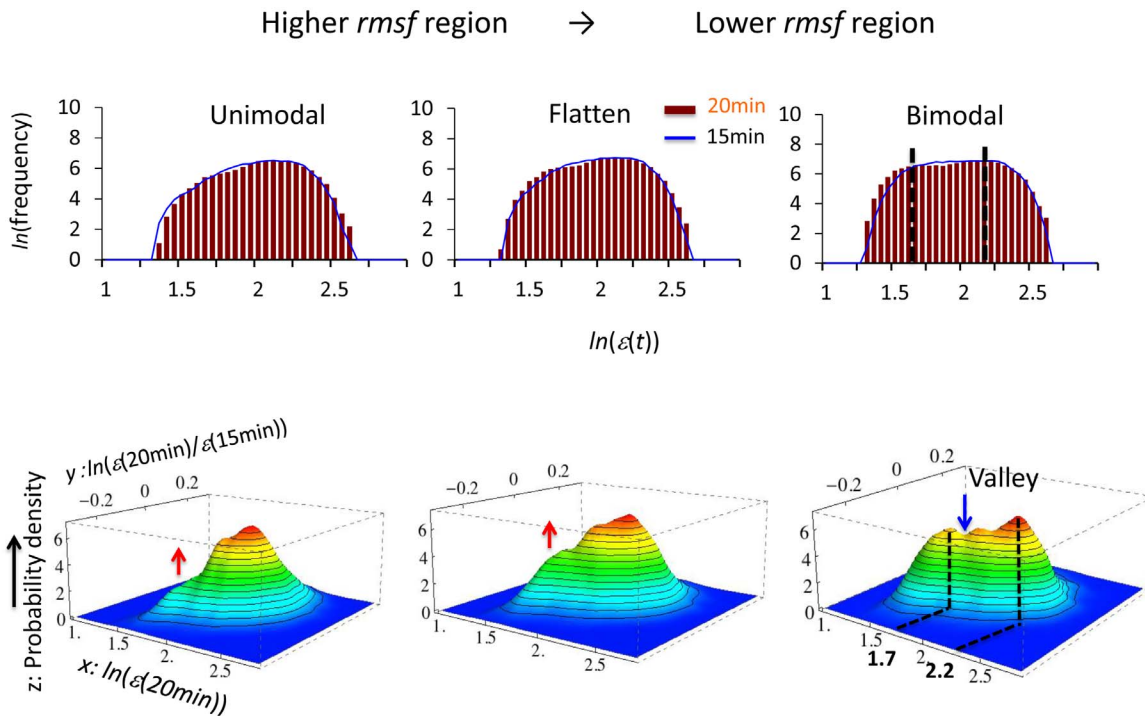 Higher rmsf region → Lower rmsf region
Unimodal
Flatten
20min
15min
Bimodal
ln(frequency)
10
8
6
4
2
0
1 1.5 2 2.5
10
8
6
4
2
0
1 1.5 2 2.5
10
8
6
4
2
0
1 1.5 2 2.5
ln(ε(t))
y :ln(ε(20min)/ε(15min))
−0.2 0 0.2
z: Probability density
6
4
2
0
1. 1.5 2. 2.5
x: ln(ε(20min))
−0.2 0 0.2
6
4
2
0
1. 1.5 2. 2.5
−0.2 0 0.2
Valley
6
4
2
0
1. 1.5 2. 2.5
1.7 2.2